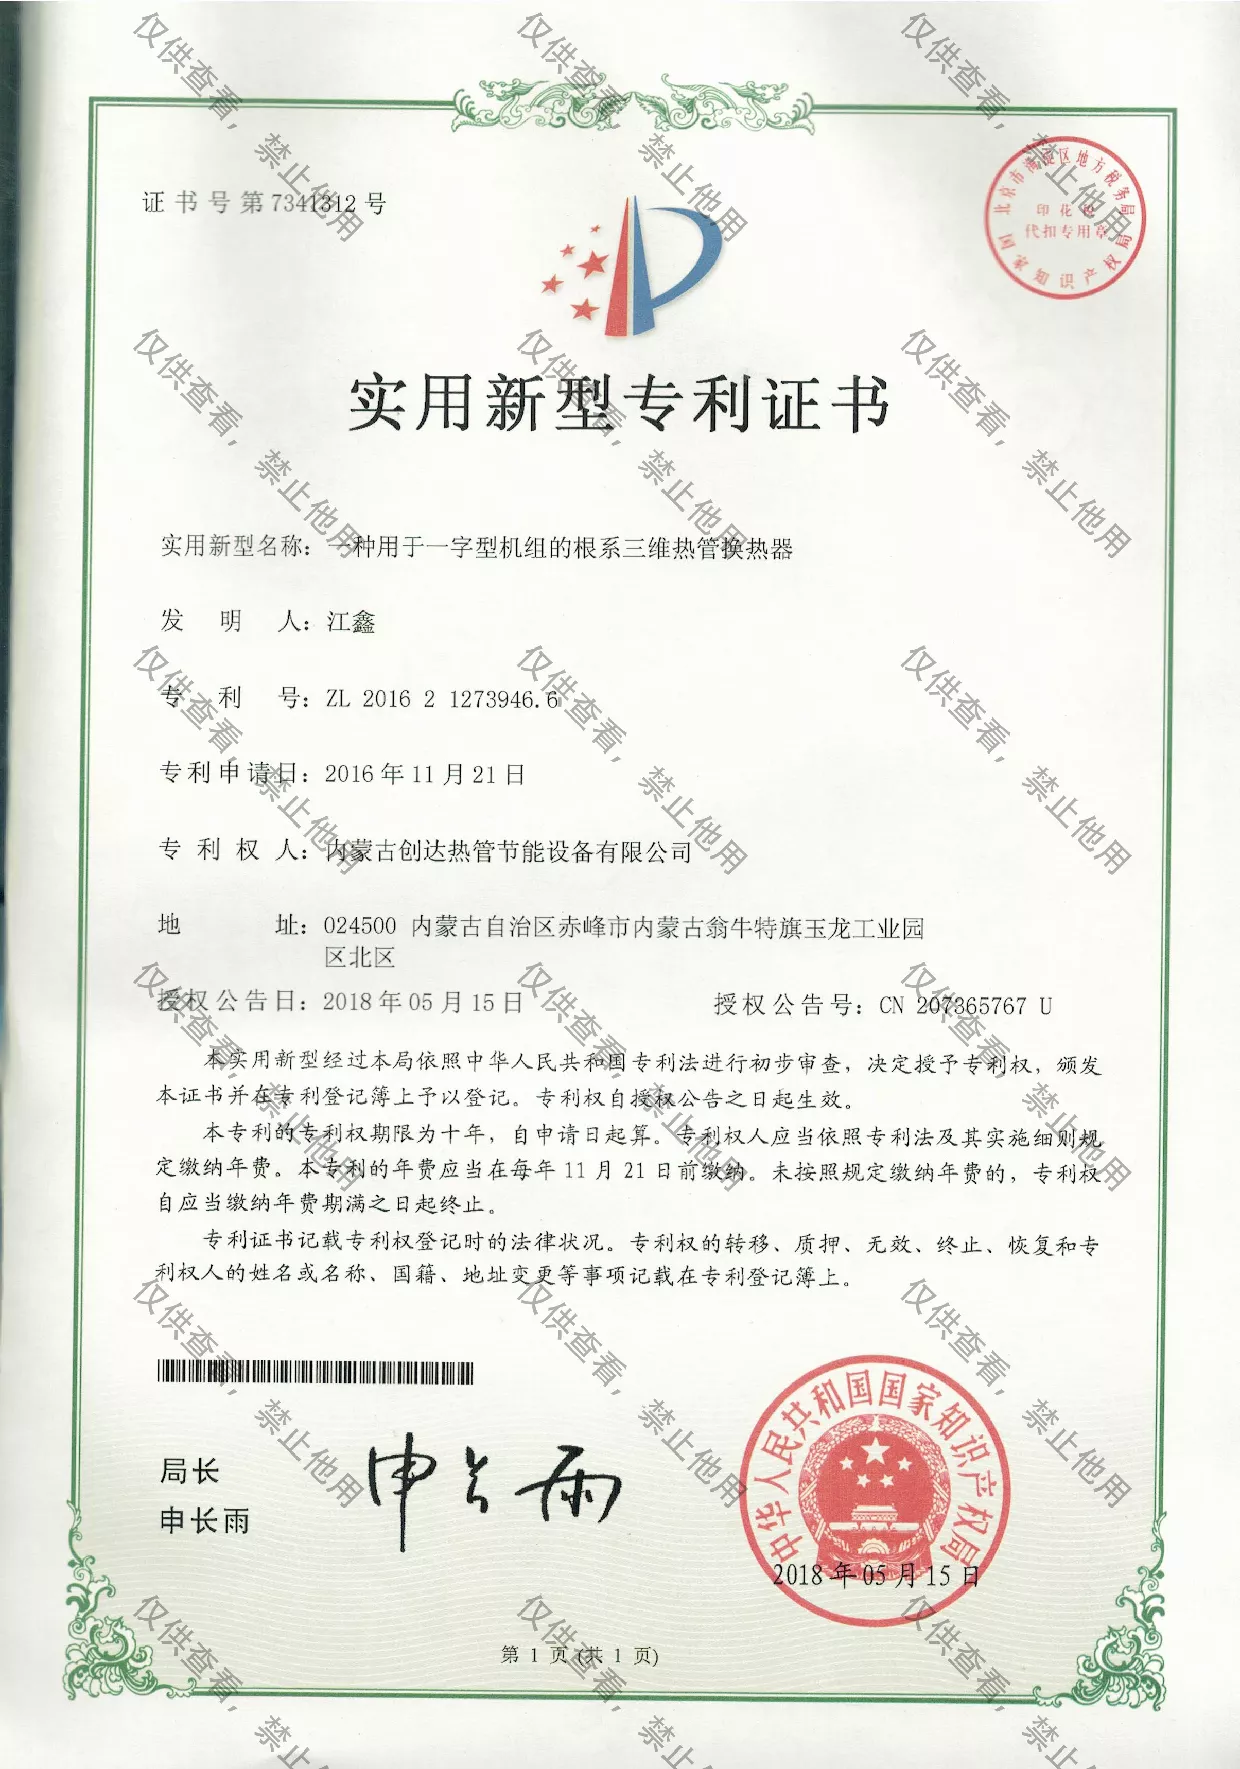 证书号第7341312号
北京市海淀区地方税务局
印花税
代扣专用章
国家知识产权局
实用新型专利证书
实用新型名称：一种用于一字型机组的根系三维热管换热器
发明人：江鑫
专利号：ZL 2016 2 1273946.6
专利申请日：2016年11月21日
专利权人：内蒙古创达热管节能设备有限公司
地址：024500 内蒙古自治区赤峰市内蒙古翁牛特旗玉龙工业园
区北区
授权公告日：2018年05月15日 授权公告号：CN 207365767 U
本实用新型经过本局依照中华人民共和国专利法进行初步审查，决定授予专利权，颁发
本证书并在专利登记簿上予以登记。专利权自授权公告之日起生效。
本专利的专利权期限为十年，自申请日起算。专利权人应当依照专利法及其实施细则规
定缴纳年费。本专利的年费应当在每年11月21日前缴纳。未按照规定缴纳年费的，专利权
自应当缴纳年费期满之日起终止。
专利证书记载专利权登记时的法律状况。专利权的转移、质押、无效、终止、恢复和专
利权人的姓名或名称、国籍、地址变更等事项记载在专利登记簿上。
局长
申长雨
申长雨
中华人民共和国国家知识产权局
2018年05月15日
第1页(共1页)
仅供查看，禁止他用